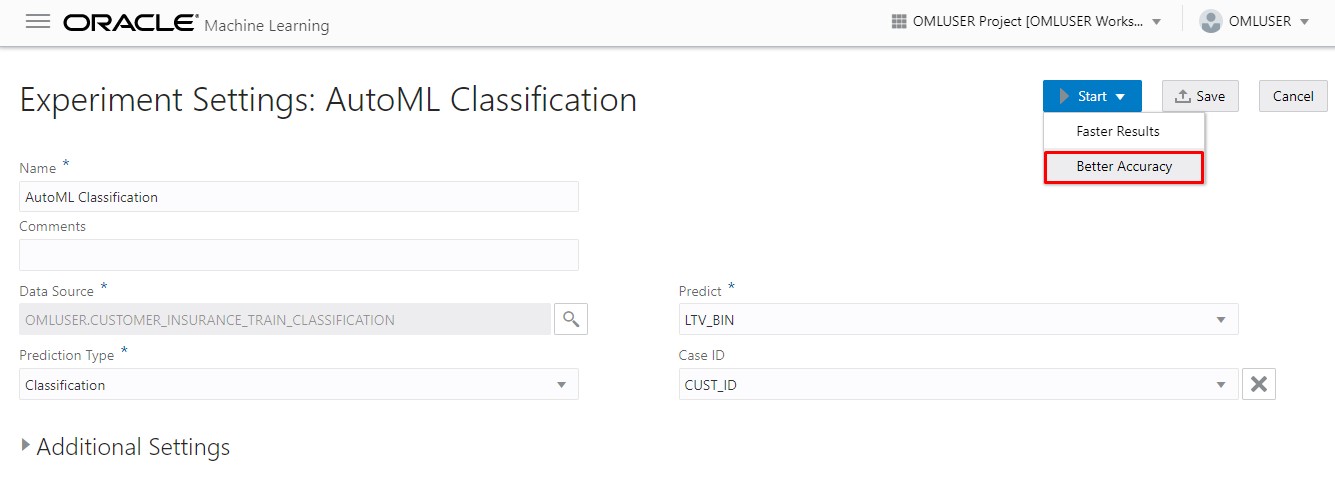 ORACLE® Machine Learning
OMLUSER Project [OMLUSER Works...
OMLUSER
Experiment Settings: AutoML Classification
Start
Save
Cancel
Faster Results
Better Accuracy
Name *
AutoML Classification
Comments
Data Source *
OMLUSER.CUSTOMER_INSURANCE_TRAIN_CLASSIFICATION
Predict *
LTV_BIN
Prediction Type *
Classification
Case ID
CUST_ID
Additional Settings